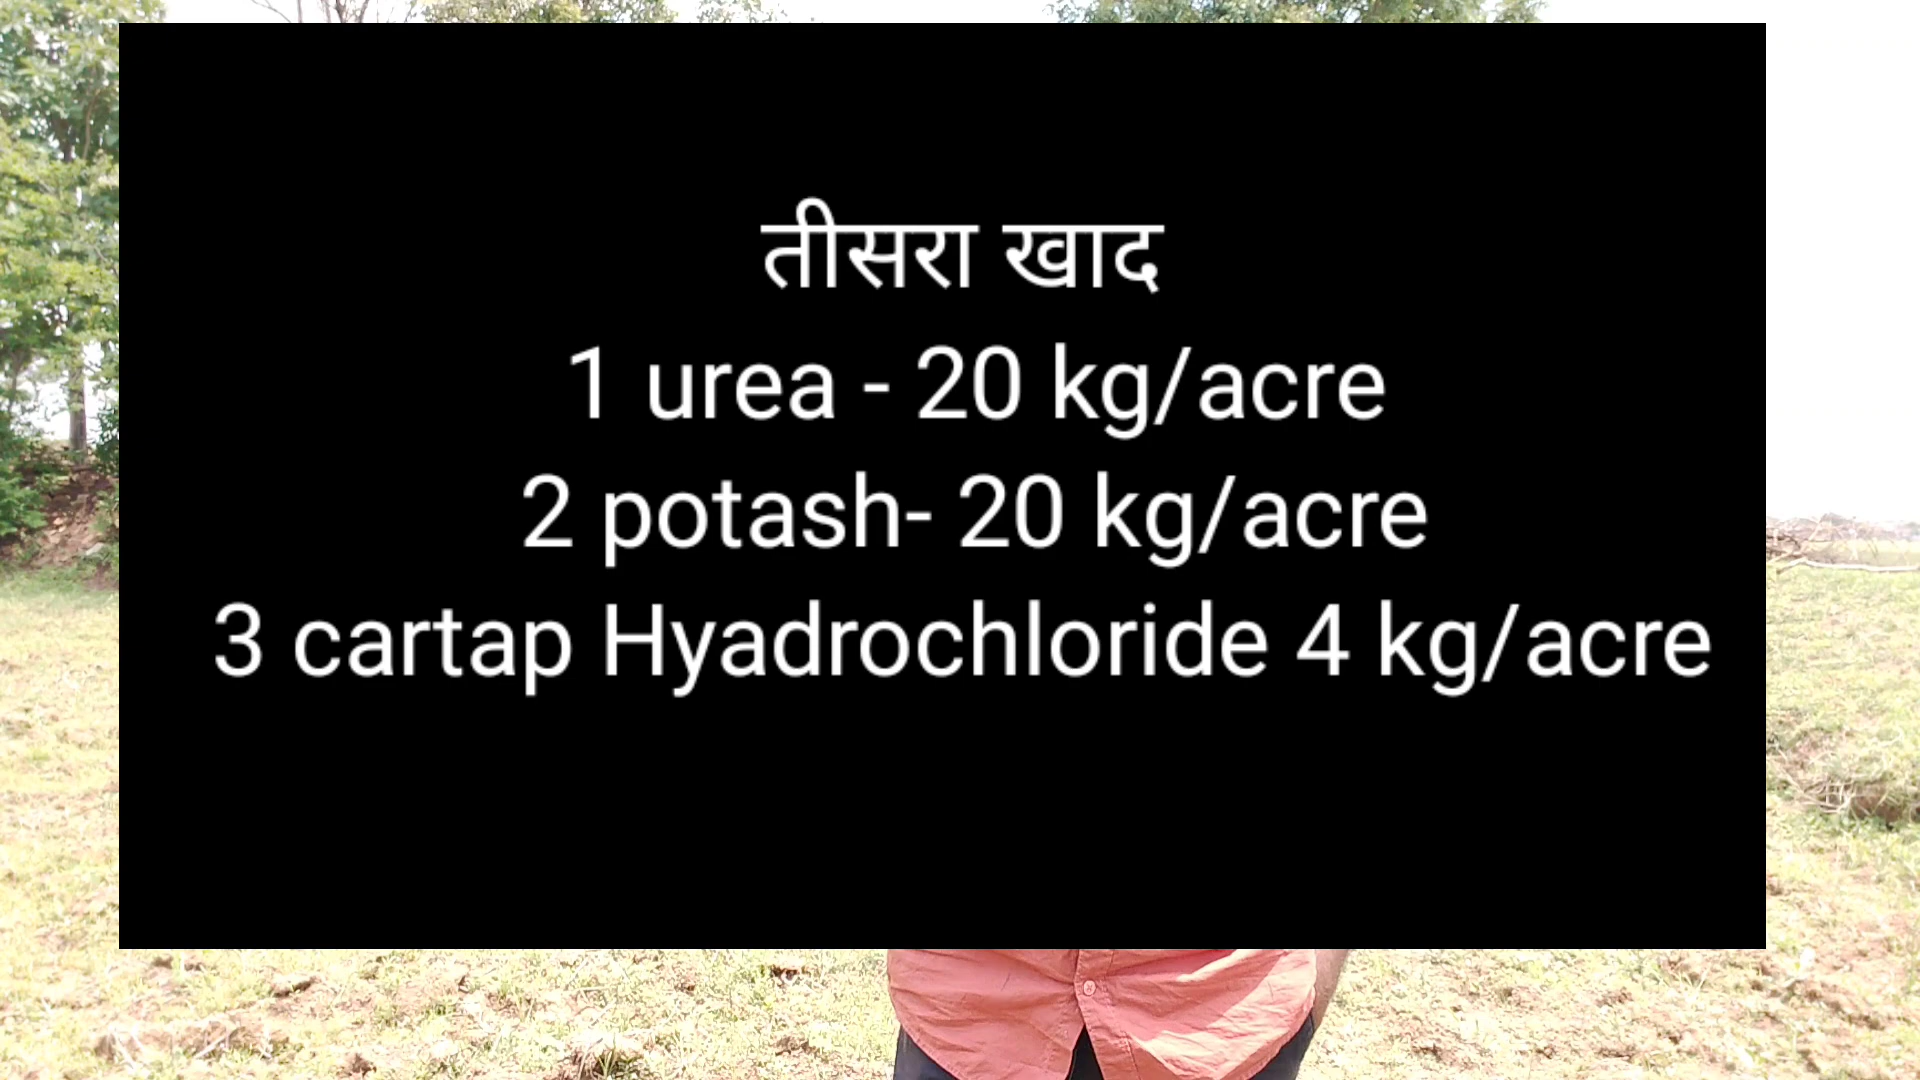 तीसरा खाद
1 urea - 20 kg/acre
2 potash- 20 kg/acre
3 cartap Hyadrochloride 4 kg/acre